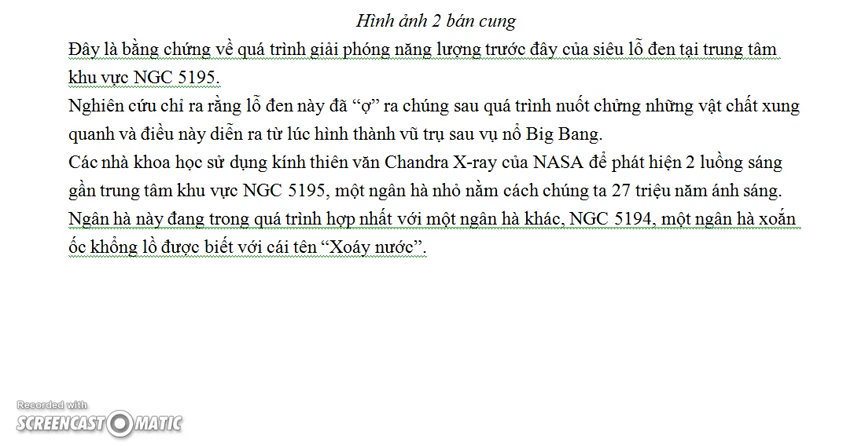 Hình ảnh 2 bán cung
Đây là bằng chứng về quá trình giải phóng năng lượng trước đây của siêu lỗ đen tại trung tâm
khu vực NGC 5195.
Nghiên cứu chỉ ra rằng lỗ đen này đã “ợ” ra chúng sau quá trình nuốt chửng những vật chất xung
quanh và điều này diễn ra từ lúc hình thành vũ trụ sau vụ nổ Big Bang.
Các nhà khoa học sử dụng kính thiên văn Chandra X-ray của NASA để phát hiện 2 luồng sáng
gần trung tâm khu vực NGC 5195, một ngân hà nhỏ nằm cách chúng ta 27 triệu năm ánh sáng.
Ngân hà này đang trong quá trình hợp nhất với một ngân hà khác, NGC 5194, một ngân hà xoắn
ốc khổng lồ được biết với cái tên “Xoáy nước”.
Recorded with
SCREENCAST MATIC